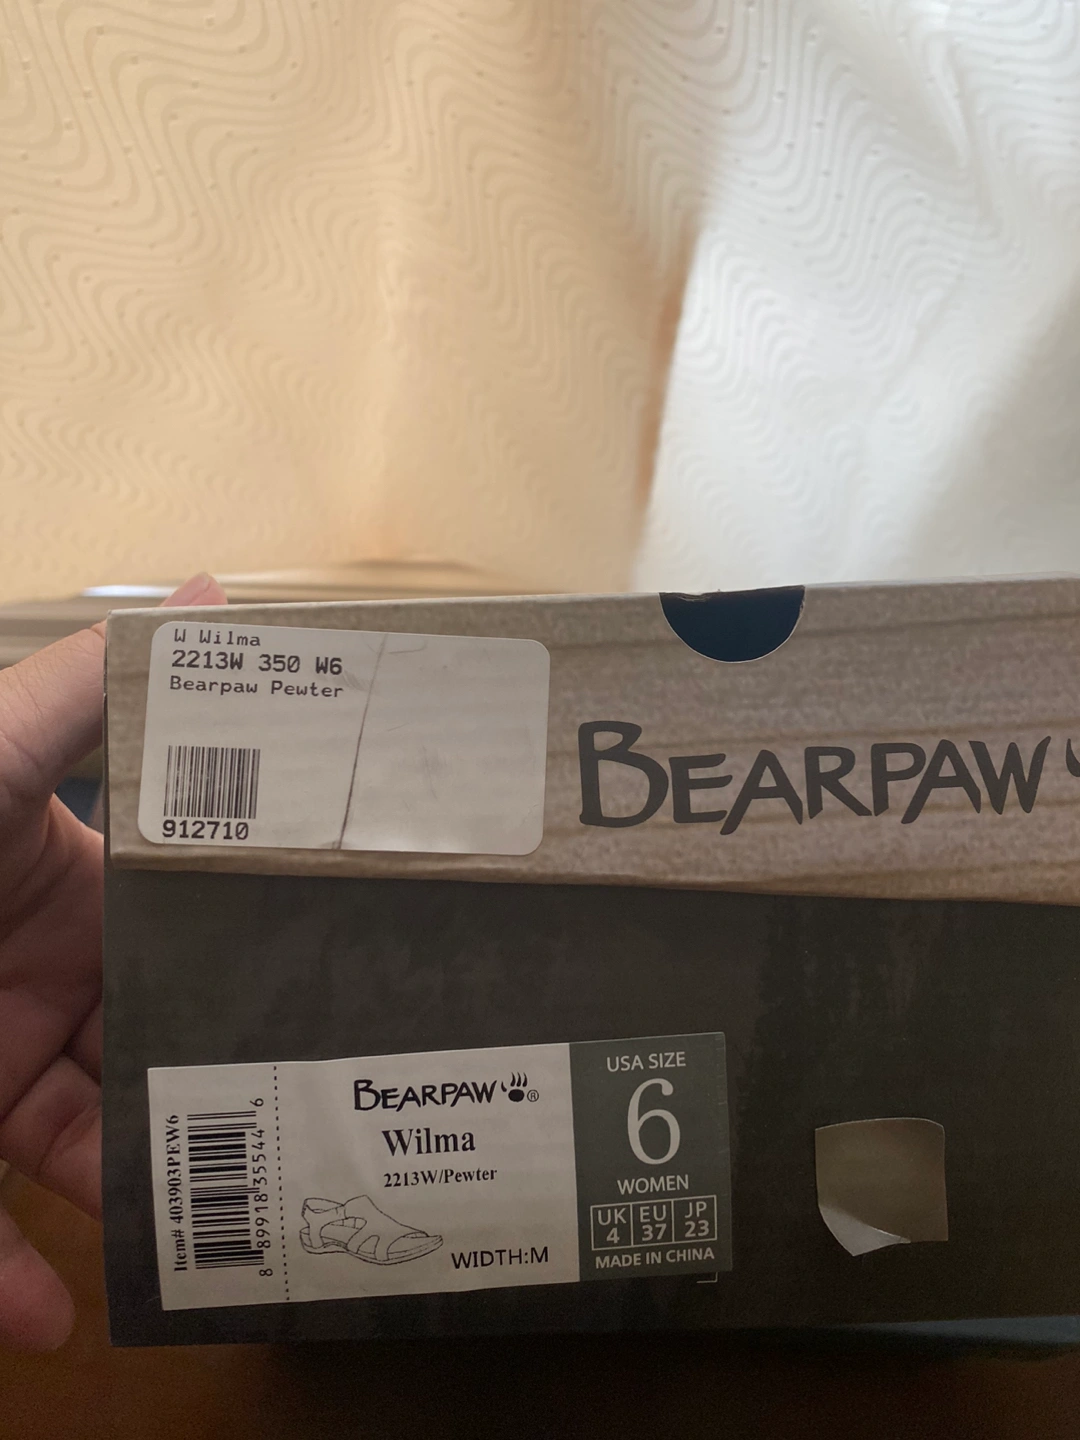 W Wilma
2213W 350 W6
Bearpaw Pewter
912710
BEARPAW
Item# 403903PEW6
8 89918 35544 6
BEARPAW®
Wilma
2213W/Pewter
WIDTH:M
USA SIZE
6
WOMEN
UK EU JP
4 37 23
MADE IN CHINA